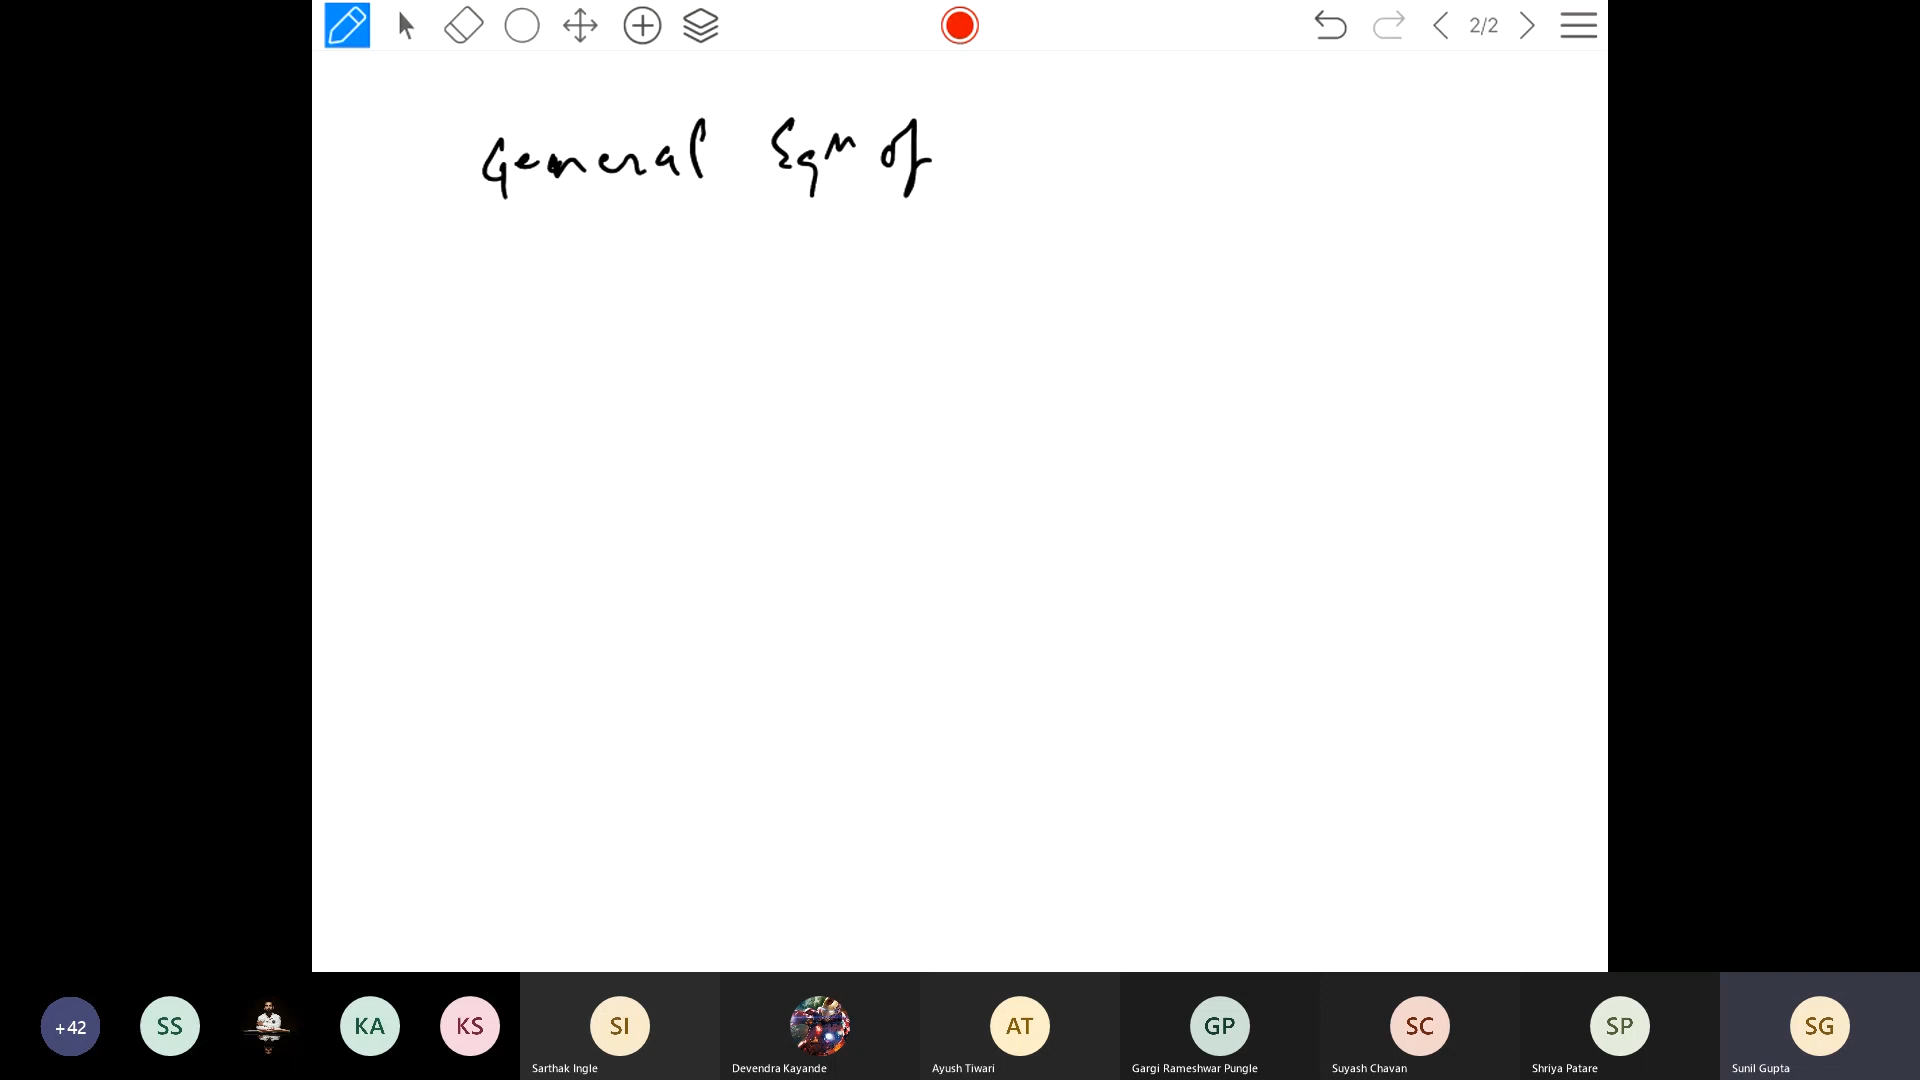 2/2
General Eqn of
+42
SS
KA
KS
SI
AT
GP
SC
SP
SG
Sarthak Ingle
Devendra Kayande
Ayush Tiwari
Gargi Rameshwar Pungle
Suyash Chavan
Shriya Patare
Sunil Gupta